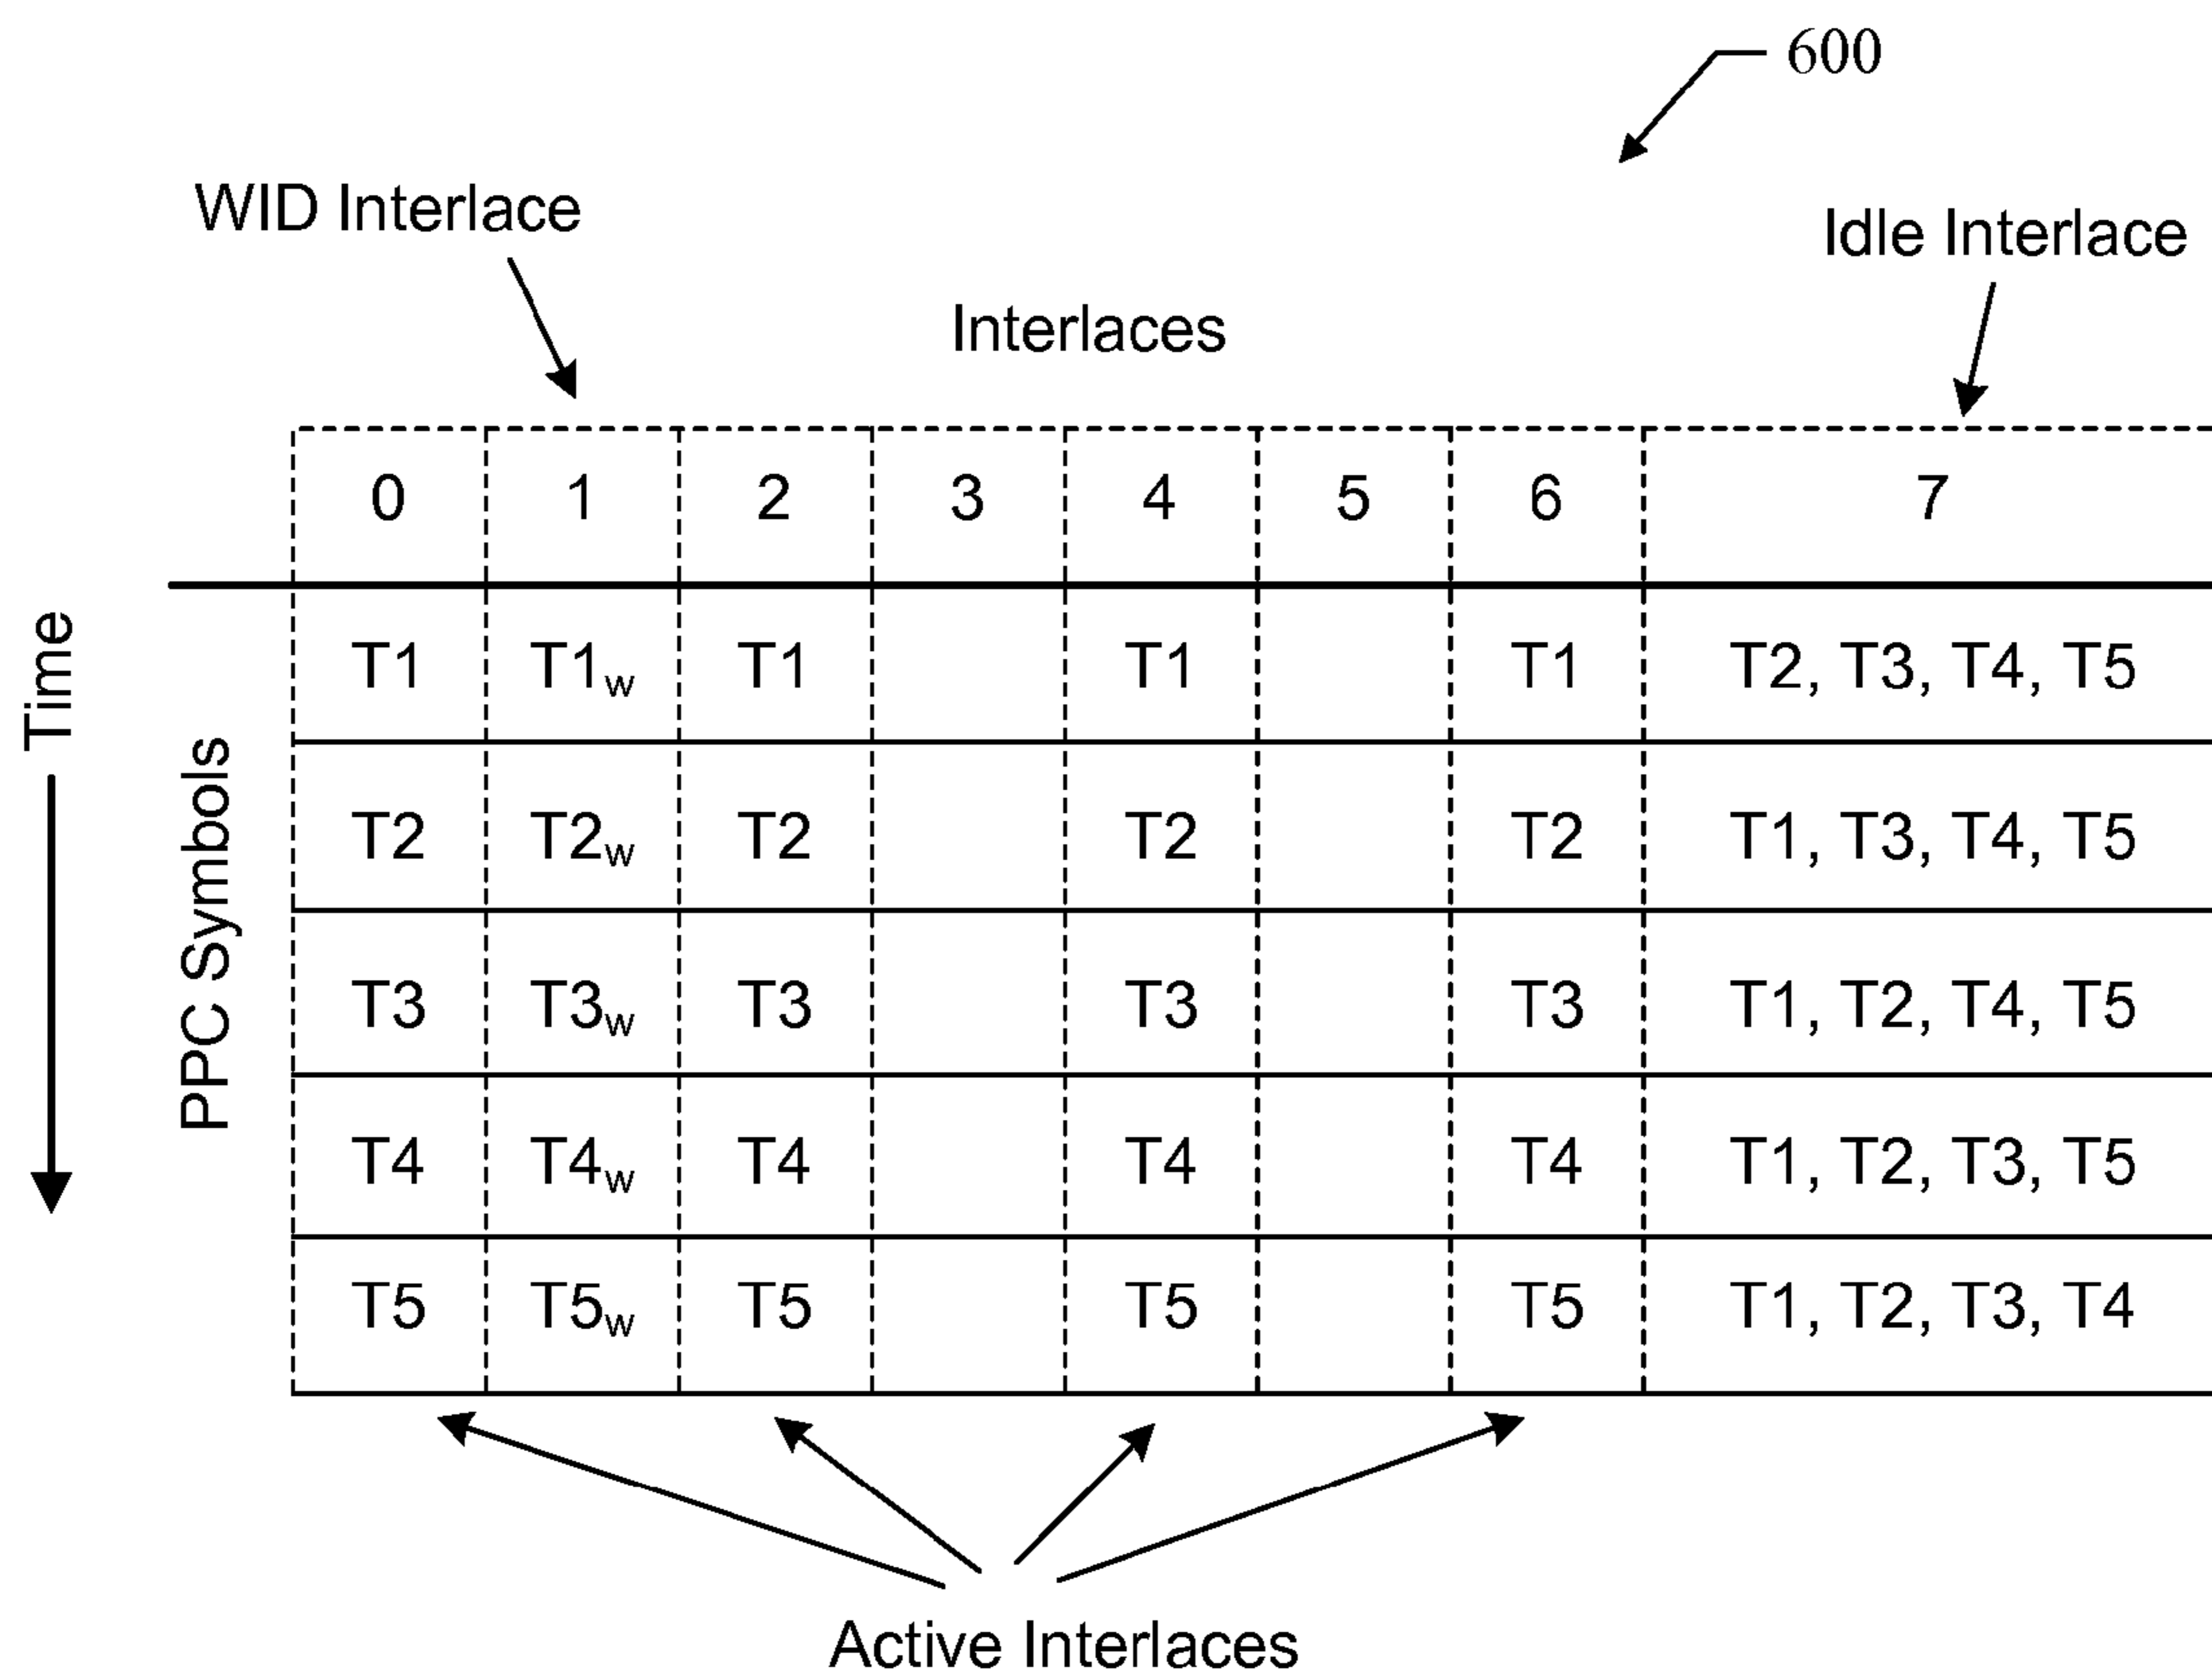 600
WID Interlace
Idle Interlace
Interlaces
0 1 2 3 4 5 6 7
Time
PPC Symbols
T1 T1w T1 T1 T1 T2, T3, T4, T5
T2 T2w T2 T2 T2 T1, T3, T4, T5
T3 T3w T3 T3 T3 T1, T2, T4, T5
T4 T4w T4 T4 T4 T1, T2, T3, T5
T5 T5w T5 T5 T5 T1, T2, T3, T4
Active Interlaces